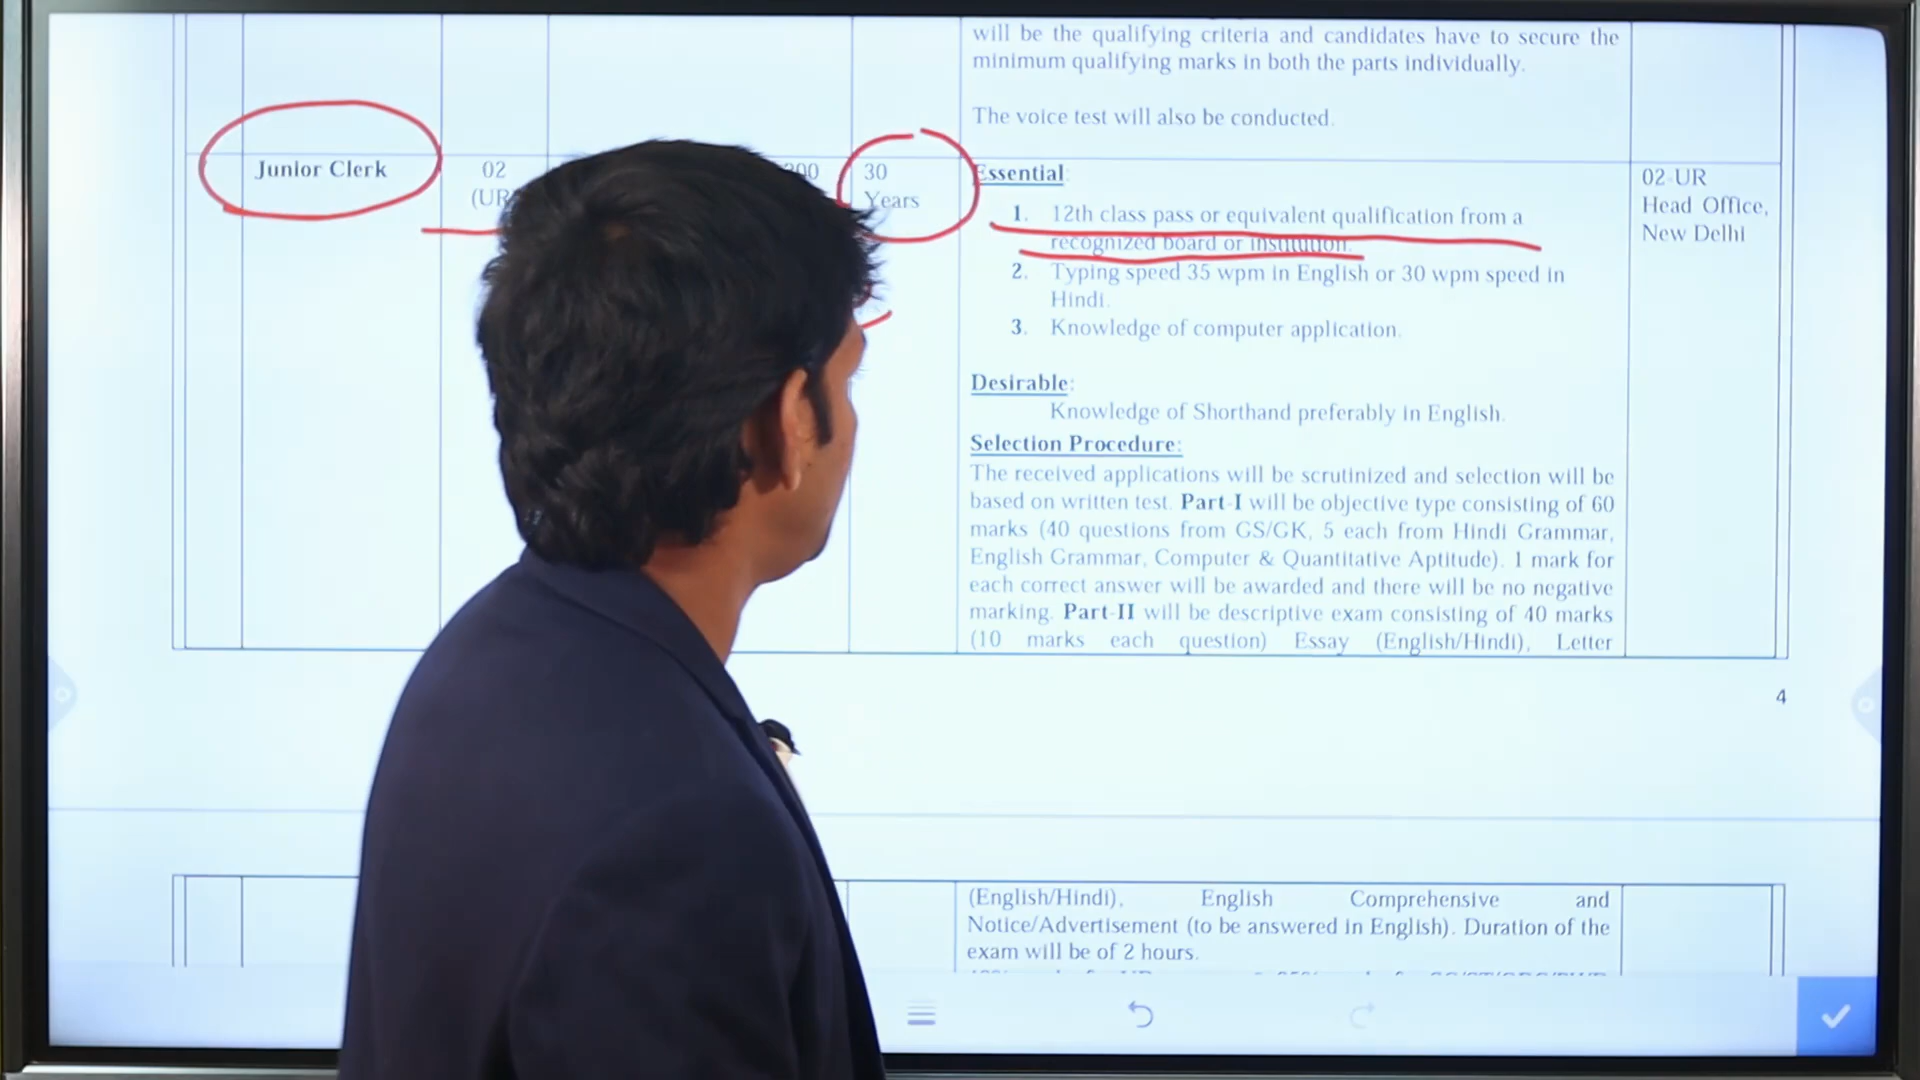 will be the qualifying criteria and candidates have to secure the
minimum qualifying marks in both the parts individually.
The voice test will also be conducted.
Junior Clerk
02
(UR
30
Years
Essential:
1. 12th class pass or equivalent qualification from a
recognized board or institution.
2. Typing speed 35 wpm in English or 30 wpm speed in
Hindi.
3. Knowledge of computer application.
Desirable:
Knowledge of Shorthand preferably in English.
Selection Procedure:
The received applications will be scrutinized and selection will be
based on written test. Part-I will be objective type consisting of 60
marks (40 questions from GS/GK, 5 each from Hindi Grammar,
English Grammar, Computer & Quantitative Aptitude). 1 mark for
each correct answer will be awarded and there will be no negative
marking. Part-II will be descriptive exam consisting of 40 marks
(10 marks each question) Essay (English/Hindi), Letter
02-UR
Head Office,
New Delhi
4
(English/Hindi), English Comprehensive and
Notice/Advertisement (to be answered in English). Duration of the
exam will be of 2 hours.